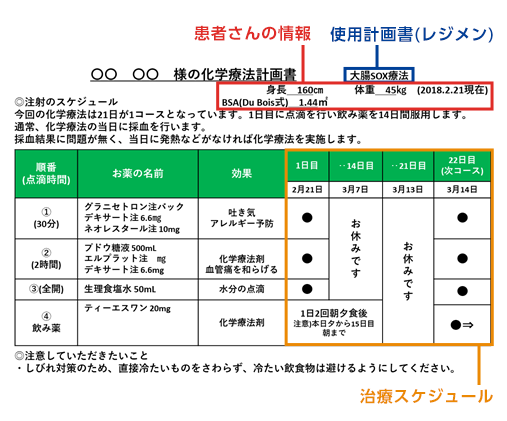 患者さんの情報
使用計画書(レジメン)
〇〇　〇〇　様の化学療法計画書
大腸SOX療法
身長　160㎝　体重　45㎏　(2018.2.21現在)
BSA(Du Bois式)　1.44㎡
◎注射のスケジュール
今回の化学療法は21日が1コースとなっています。1日目に点滴を行い飲み薬を14日間服用します。
通常、化学療法の当日に採血を行います。
採血結果に問題が無く、当日に発熱などがなければ化学療法を実施します。
順番
(点滴時間)
お薬の名前
効果
1日目
‥14日目
‥21日目
22日目
(次コース)
2月21日
3月7日
3月13日
3月14日
①
(30分)
グラニセトロン注バック
デキサート注 6.6㎎
ネオレスタール注 10mg
吐き気
アレルギー予防
●
お休みです
お休みです
●
②
(2時間)
ブドウ糖液 500mL
エルプラット注　㎎
デキサート注 6.6mg
化学療法剤
血管痛を和らげる
●
●
③(全開)
生理食塩水 50mL
水分の点滴
●
●
④
飲み薬
ティーエスワン 20mg
化学療法剤
1日2回朝夕食後
注意)本日夕から15日目
朝まで
●⇒
◎注意していただきたいこと
・しびれ対策のため、直接冷たいものをさわらず、冷たい飲食物は避けるようにしてください。
治療スケジュール